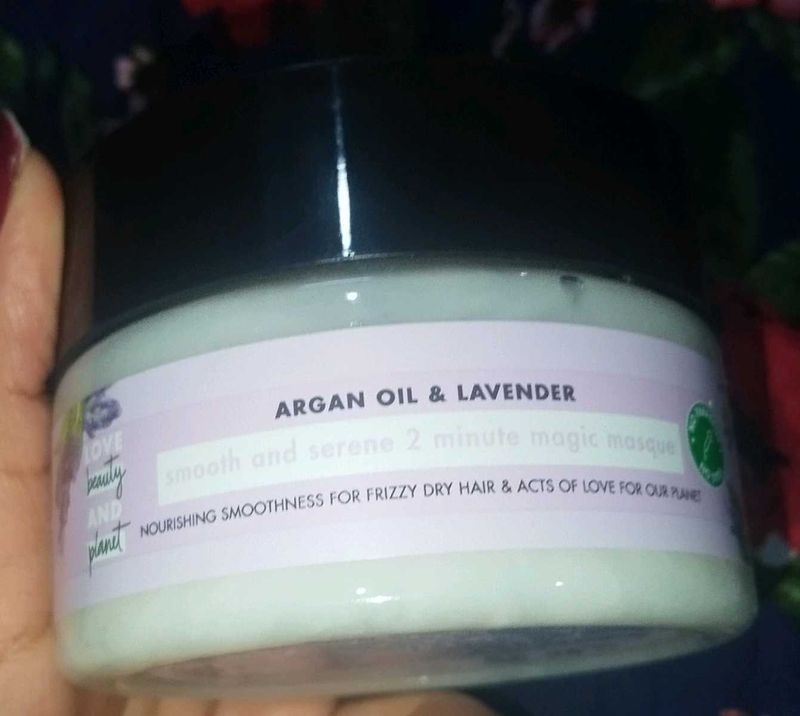 ARGAN OIL & LAVENDER
smooth and serene 2 minute magic masque
NOURISHING SMOOTHNESS FOR FRIZZY DRY HAIR & ACTS OF LOVE FOR OUR PLANET
LOVE
beauty
AND
planet